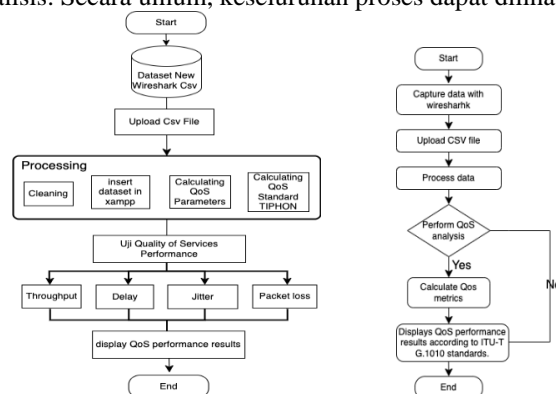 Secara umum, keseluruhan proses dapat
Start
Dataset New
Wireshark Csv
Upload Csv File
Processing
Cleaning
insert
dataset in
xampp
Calculating
QoS
Parameters
Calculating
QoS
Standard
TIPHON
Uji Quality of Services
Performance
Throughput
Delay
Jitter
Packet loss
display QoS performance results
End
Start
Capture data with
wiresharhk
Upload CSV file
Process data
Perform QoS
analysis
Yes
Calculate Qos
metrics
Displays QoS performance
results according to ITU-T
G.1010 standards.
End